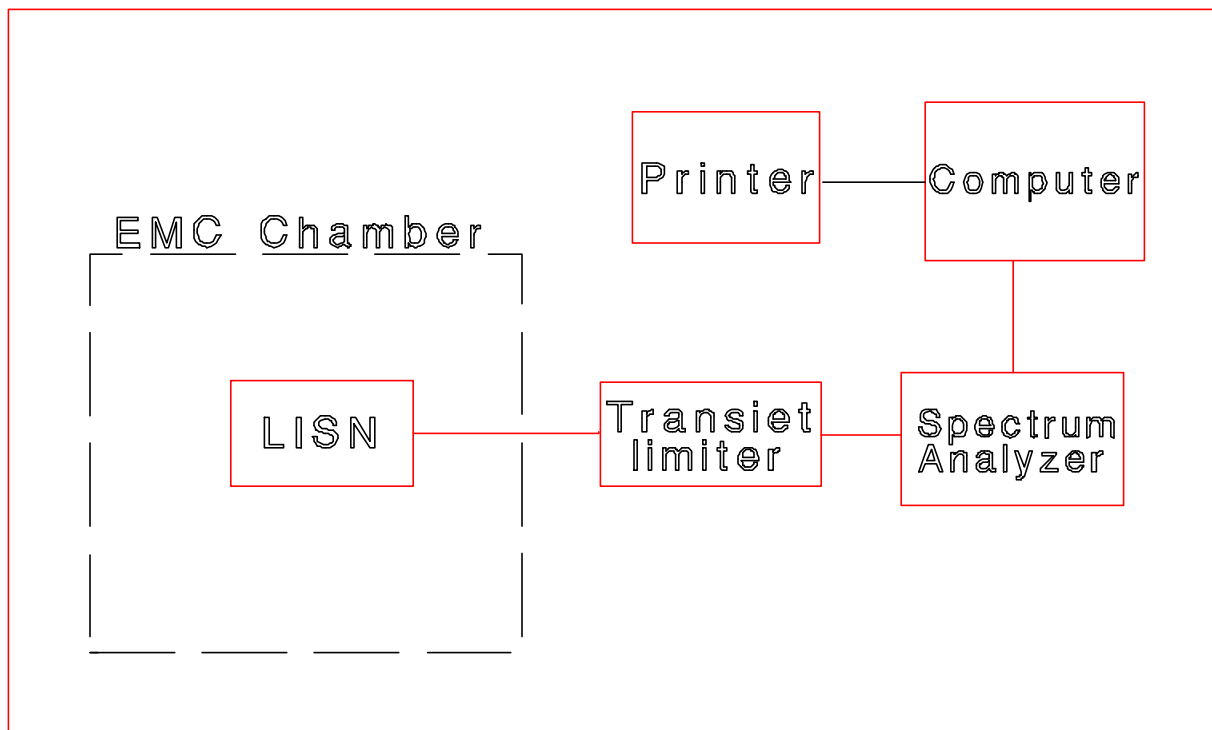 Printer
Computer
EMC Chamber
LISN
Transiet
limiter
Spectrum
Analyzer